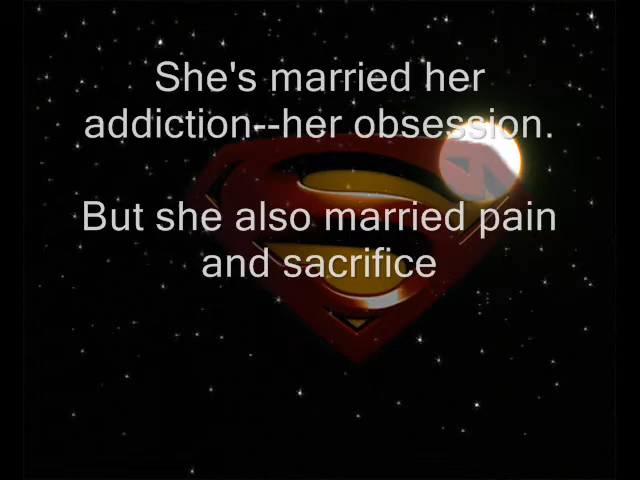 She's married her
addiction--her obsession.
But she also married pain
and sacrifice